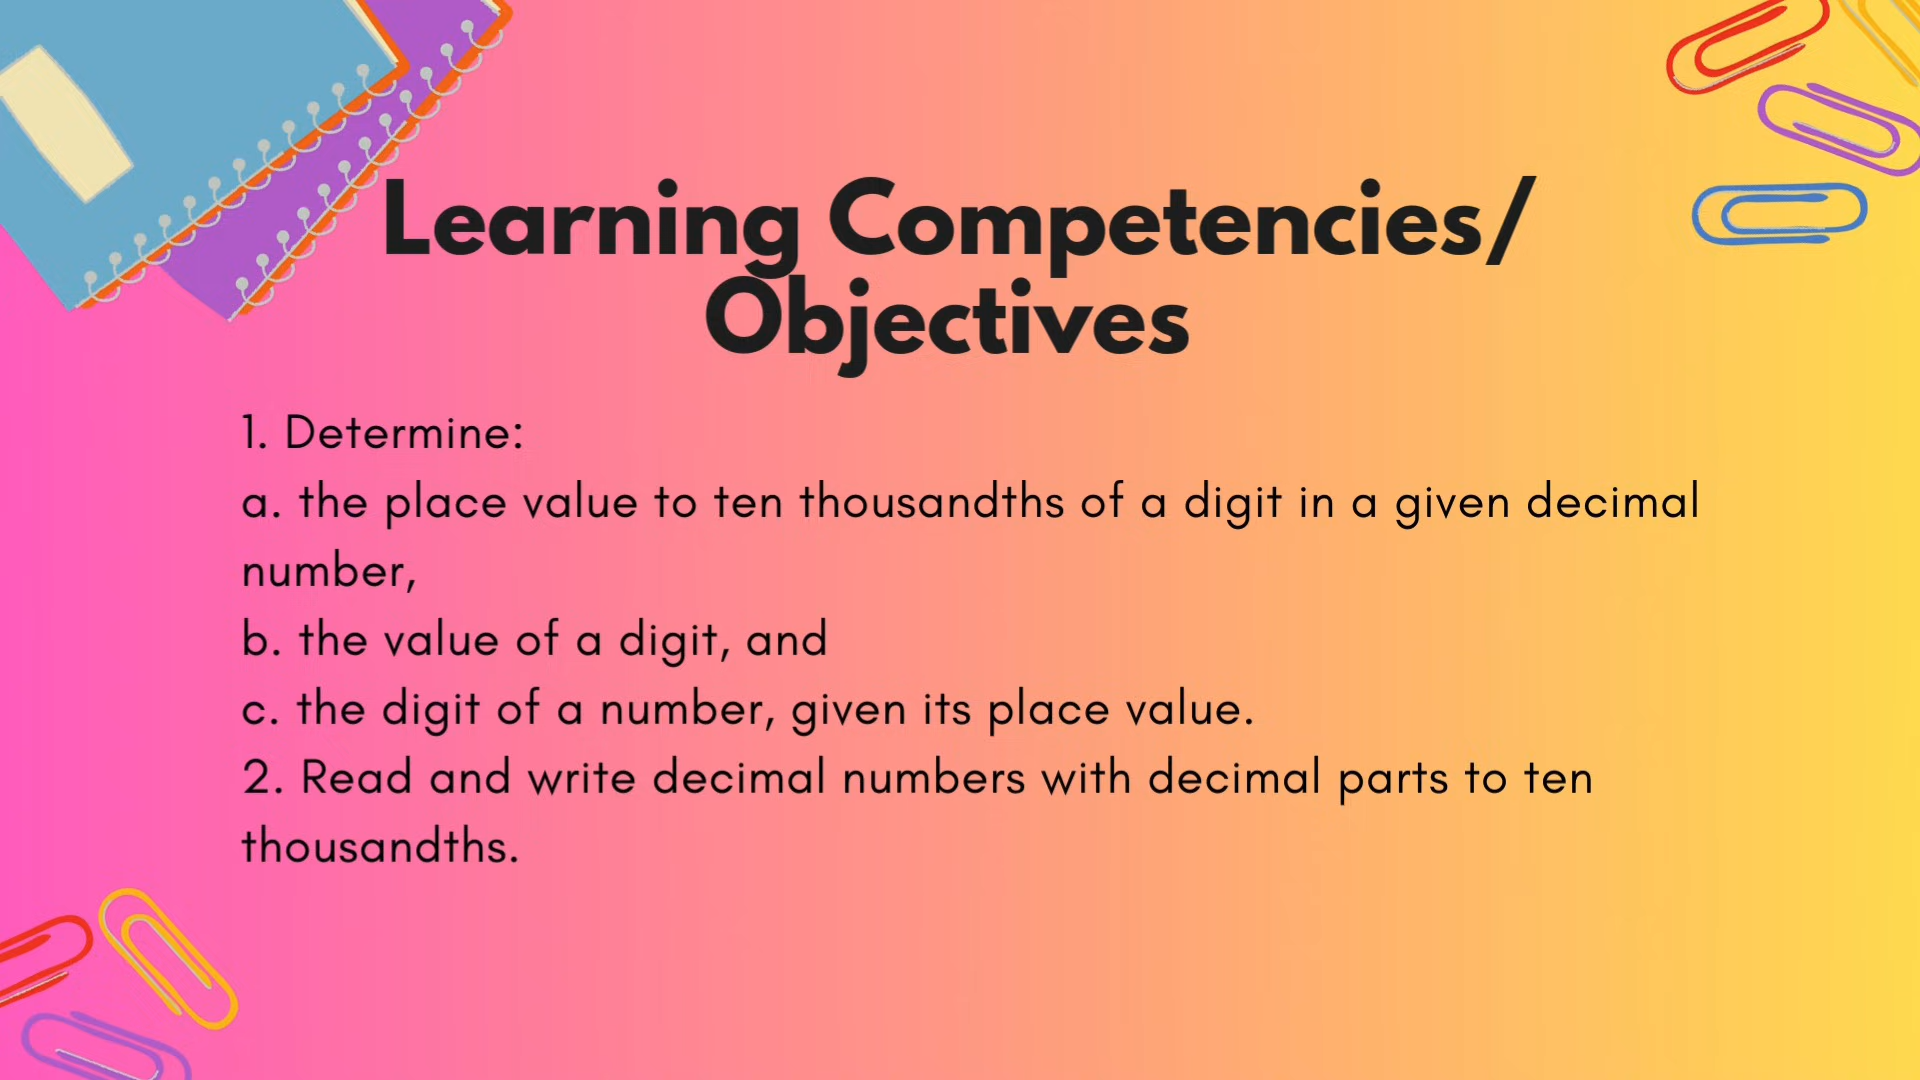 Learning Competencies/
Objectives
1. Determine:
a. the place value to ten thousandths of a digit in a given decimal
number,
b. the value of a digit, and
c. the digit of a number, given its place value.
2. Read and write decimal numbers with decimal parts to ten
thousandths.